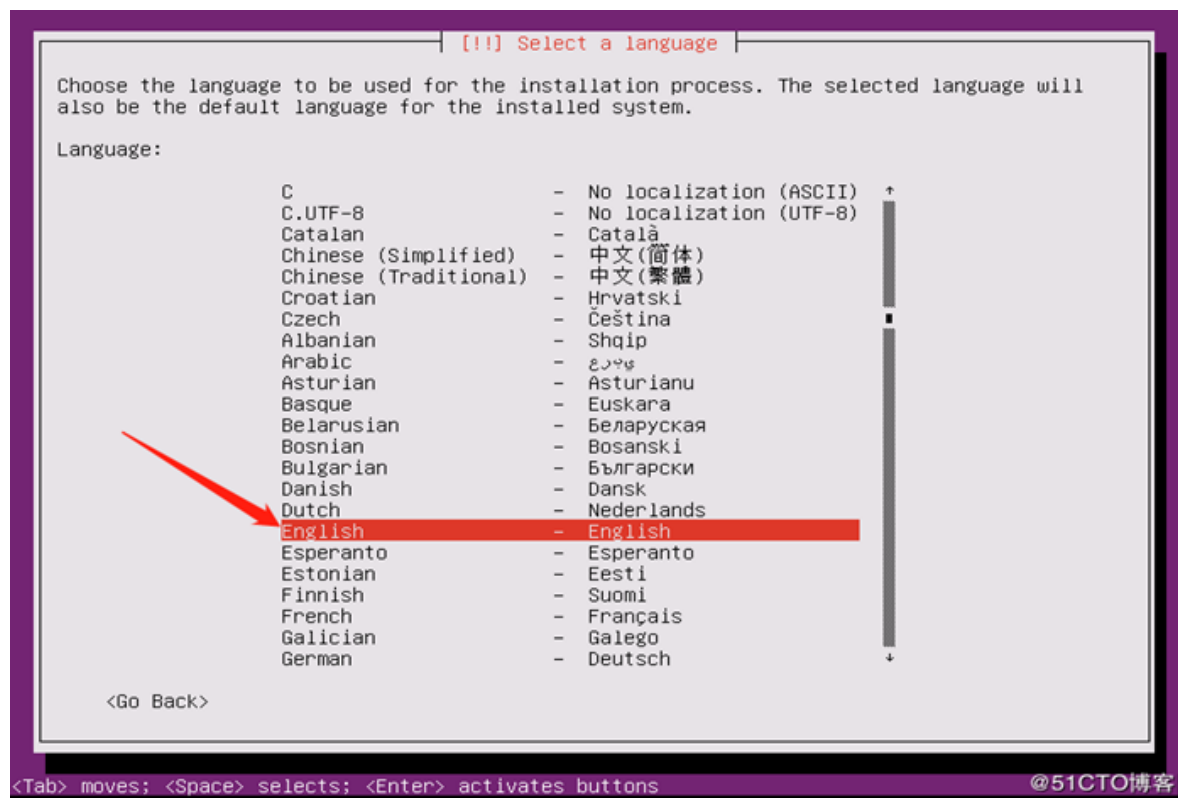 [!!] Select a language
Choose the language to be used for the installation process. The selected language will
also be the default language for the installed system.
Language:
C - No localization (ASCII)
C.UTF-8 - No localization (UTF-8)
Catalan - Català
Chinese (Simplified) - 中文(简体)
Chinese (Traditional) - 中文(繁體)
Croatian - Hrvatski
Czech - Čeština
Albanian - Shqip
Arabic - عربي
Asturian - Asturianu
Basque - Euskara
Belarusian - Беларуская
Bosnian - Bosanski
Bulgarian - Български
Danish - Dansk
Dutch - Nederlands
English - English
Esperanto - Esperanto
Estonian - Eesti
Finnish - Suomi
French - Français
Galician - Galego
German - Deutsch
<Go Back>
<Tab> moves; <Space> selects; <Enter> activates buttons
@51CTO博客